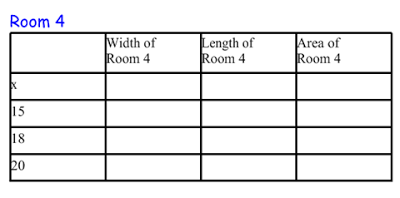 Room 4
Width of Length of Area of
Room 4 Room 4 Room 4
x
15
18
20